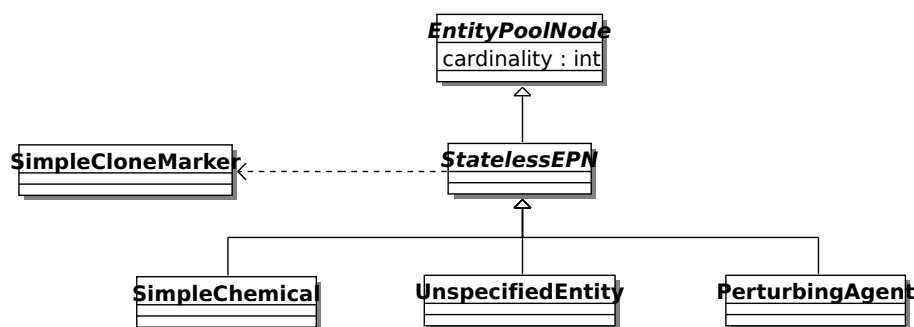 EntityPoolNode
cardinality : int
SimpleCloneMarker
StatelessEPN
SimpleChemical
UnspecifiedEntity
PerturbingAgent